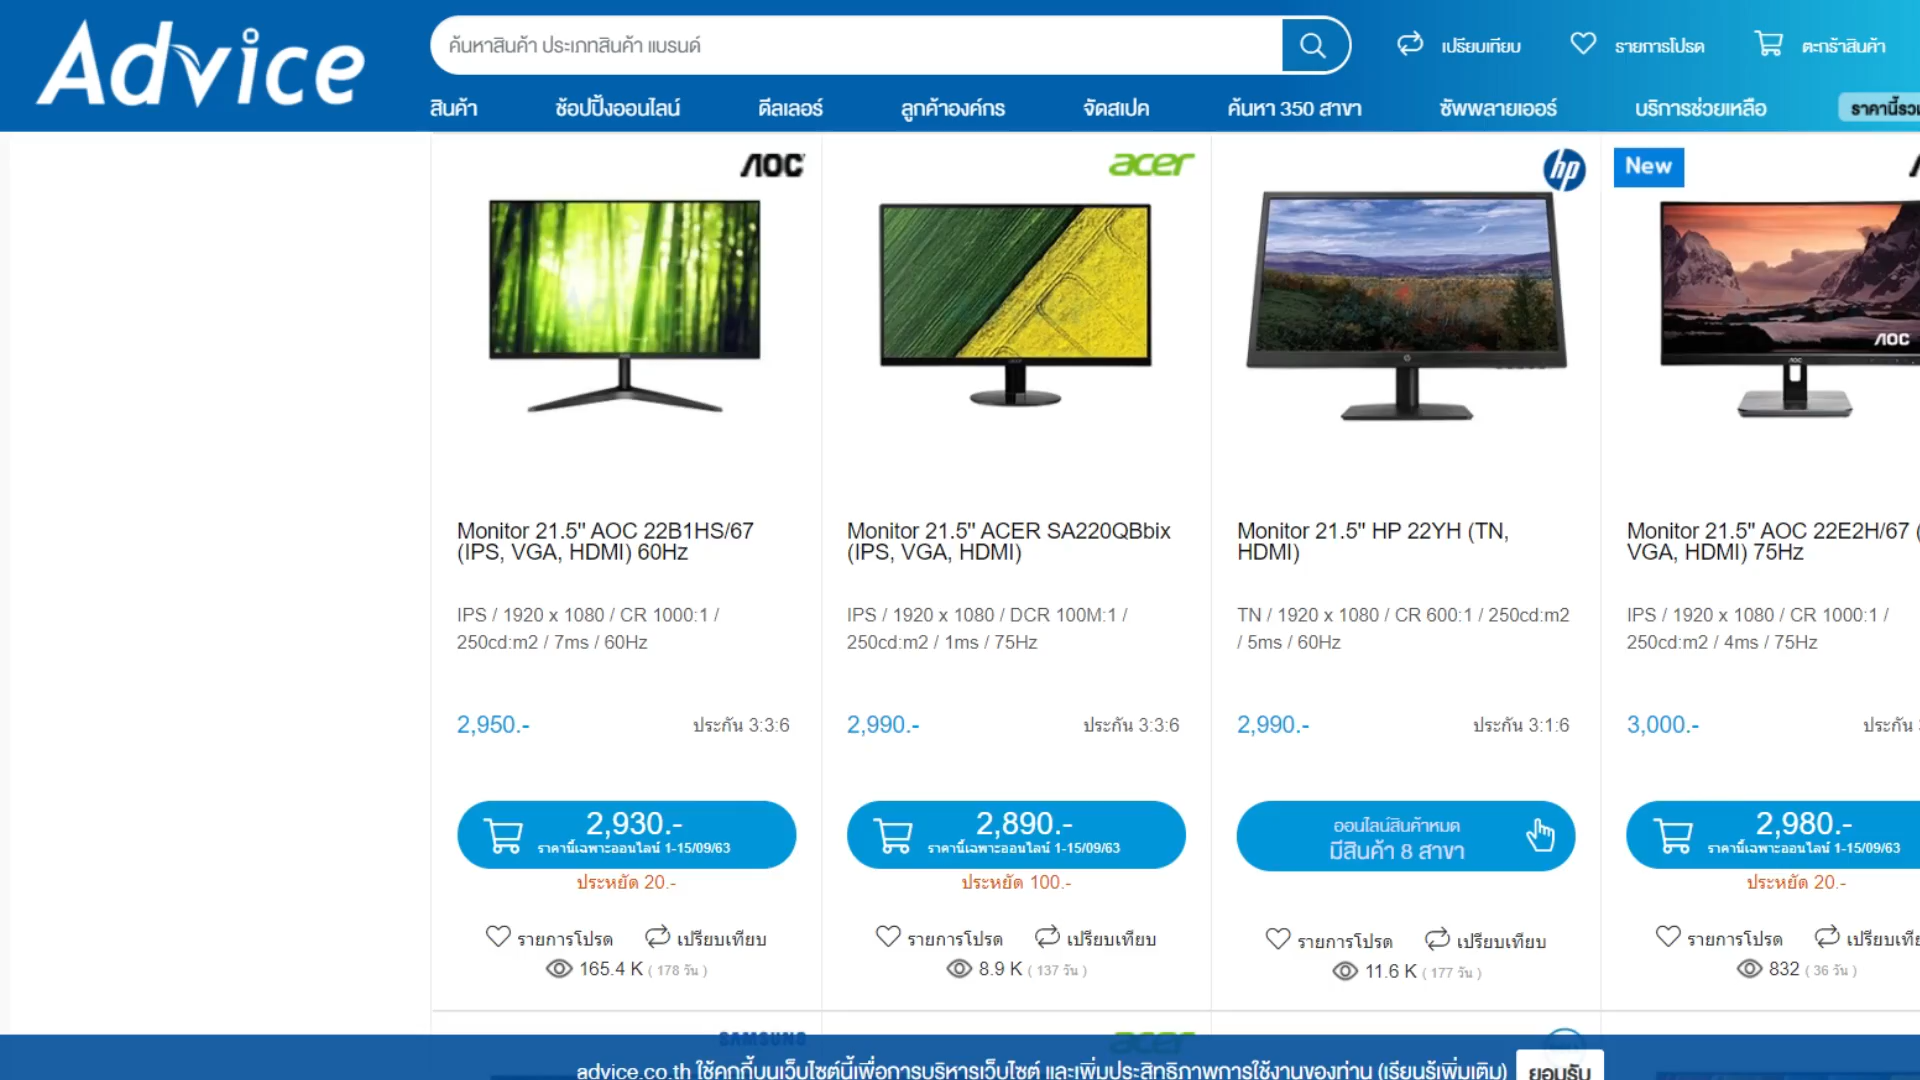 Advice
ค้นหาสินค้า ประเภทสินค้า แบรนด์
เปรียบเทียบ
รายการโปรด
ตะกร้าสินค้า
สินค้า
ช้อปปิ้งออนไลน์
ดีลเลอร์
ลูกค้าองค์กร
จัดสเปค
ค้นหา 350 สาขา
ซัพพลายเออร์
บริการช่วยเหลือ
ราคานี้รวม
AOC
acer
hp
New
AOC
AOC
Monitor 21.5" AOC 22B1HS/67
(IPS, VGA, HDMI) 60Hz
IPS / 1920 x 1080 / CR 1000:1 /
250cd:m2 / 7ms / 60Hz
2,950.-
ประกัน 3:3:6
2,930.-
ราคานี้เฉพาะออนไลน์ 1-15/09/63
ประหยัด 20.-
รายการโปรด
เปรียบเทียบ
165.4 K ( 178 วัน )
Monitor 21.5" ACER SA220QBbix
(IPS, VGA, HDMI)
IPS / 1920 x 1080 / DCR 100M:1 /
250cd:m2 / 1ms / 75Hz
2,990.-
ประกัน 3:3:6
2,890.-
ราคานี้เฉพาะออนไลน์ 1-15/09/63
ประหยัด 100.-
รายการโปรด
เปรียบเทียบ
8.9 K ( 137 วัน )
Monitor 21.5" HP 22YH (TN,
HDMI)
TN / 1920 x 1080 / CR 600:1 / 250cd:m2
/ 5ms / 60Hz
2,990.-
ประกัน 3:1:6
ออนไลน์สินค้าหมด
มีสินค้า 8 สาขา
รายการโปรด
เปรียบเทียบ
11.6 K ( 177 วัน )
Monitor 21.5" AOC 22E2H/67 (
VGA, HDMI) 75Hz
IPS / 1920 x 1080 / CR 1000:1 /
250cd:m2 / 4ms / 75Hz
3,000.-
ประกัน
2,980.-
ราคานี้เฉพาะออนไลน์ 1-15/09/63
ประหยัด 20.-
รายการโปรด
เปรียบเทีย
832 ( 36 วัน )
SAMSUNG
acer
advice.co.th ใช้คุกกี้บนเว็บไซต์นี้เพื่อการบริหารเว็บไซต์ และเพิ่มประสิทธิภาพการใช้งานของท่าน (เรียนรู้เพิ่มเติม)
ยอมรับ